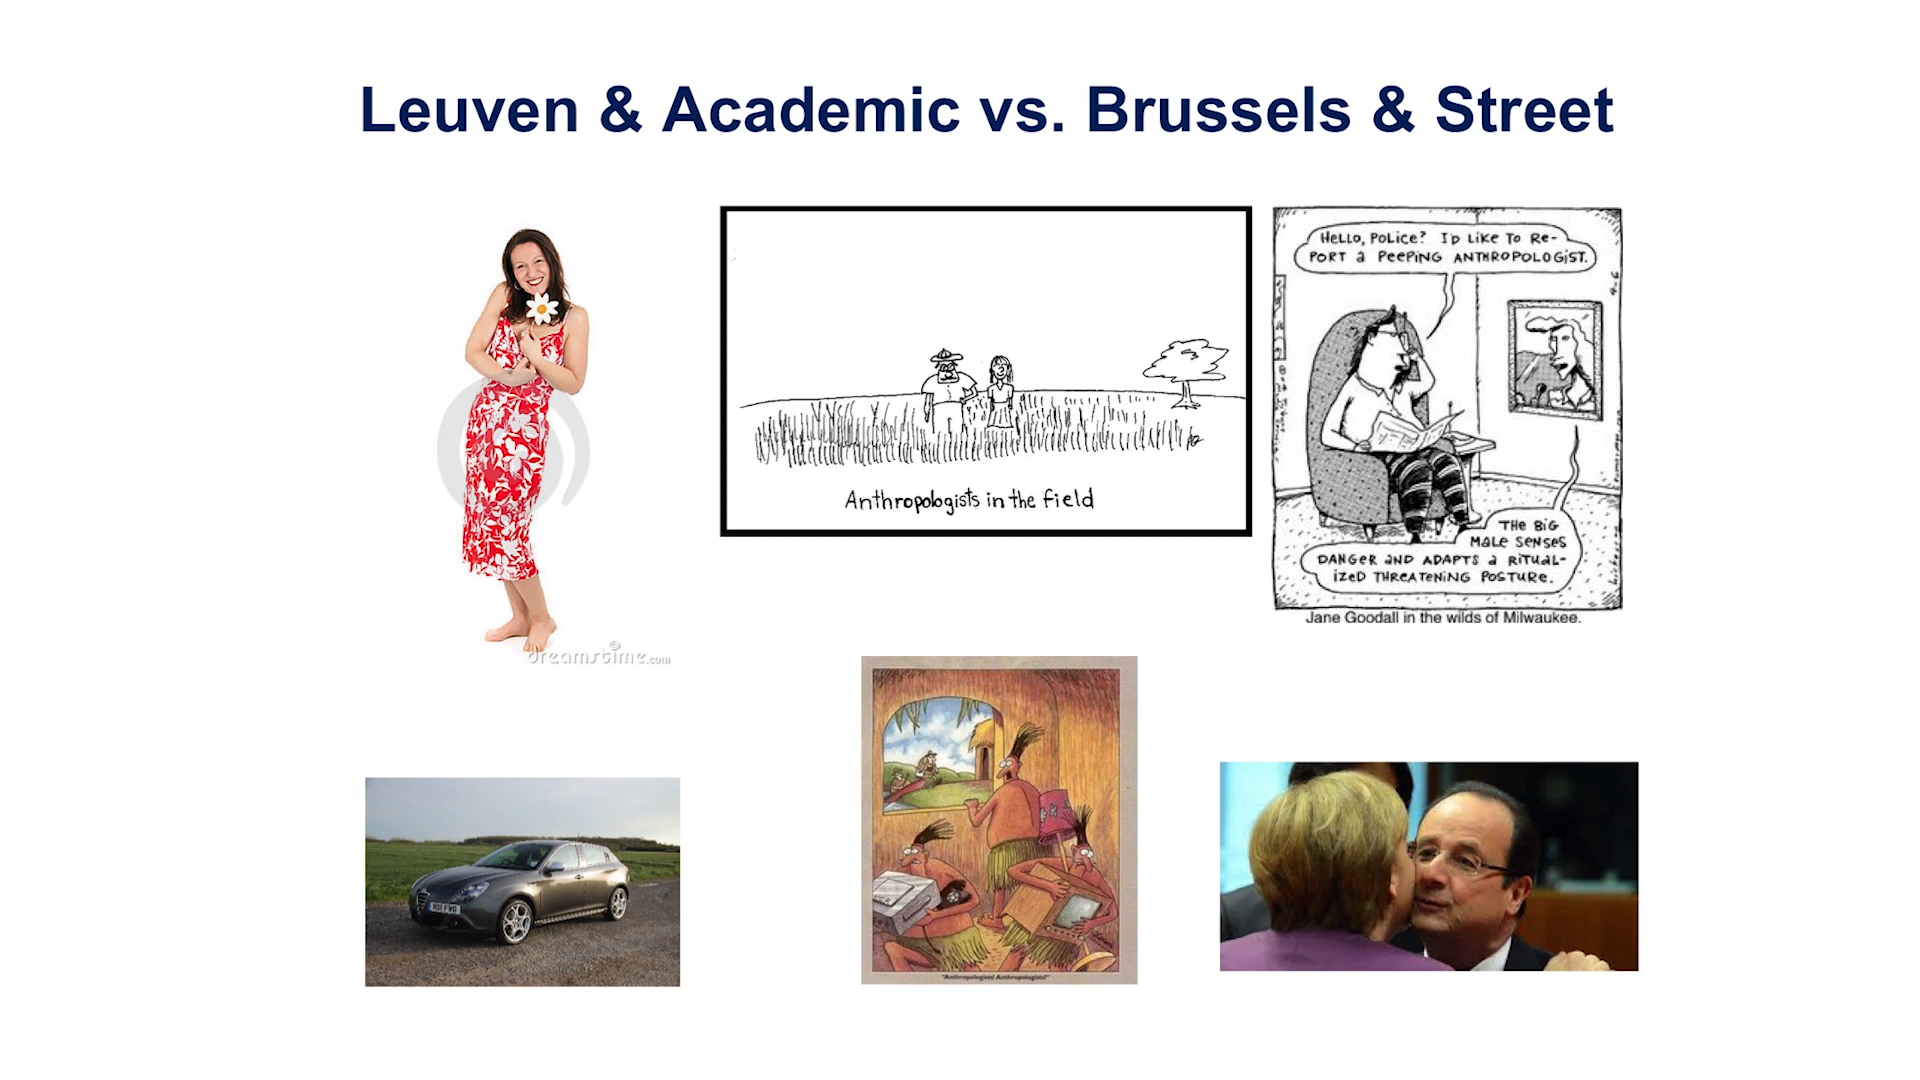 Leuven & Academic vs. Brussels & Street
dreamstime.com
Anthropologists in the field
HELLO, POLICE? I'D LIKE TO RE-
PORT a PEEPING ANTHROPOLOGIST.
THE BIG
MALE SENSES
DANGER AND ADAPTS a RITUAL-
IZED THREATENING POSTURE.
Jane Goodall in the wilds of Milwaukee.
"Anthropologists! Anthropologists!"